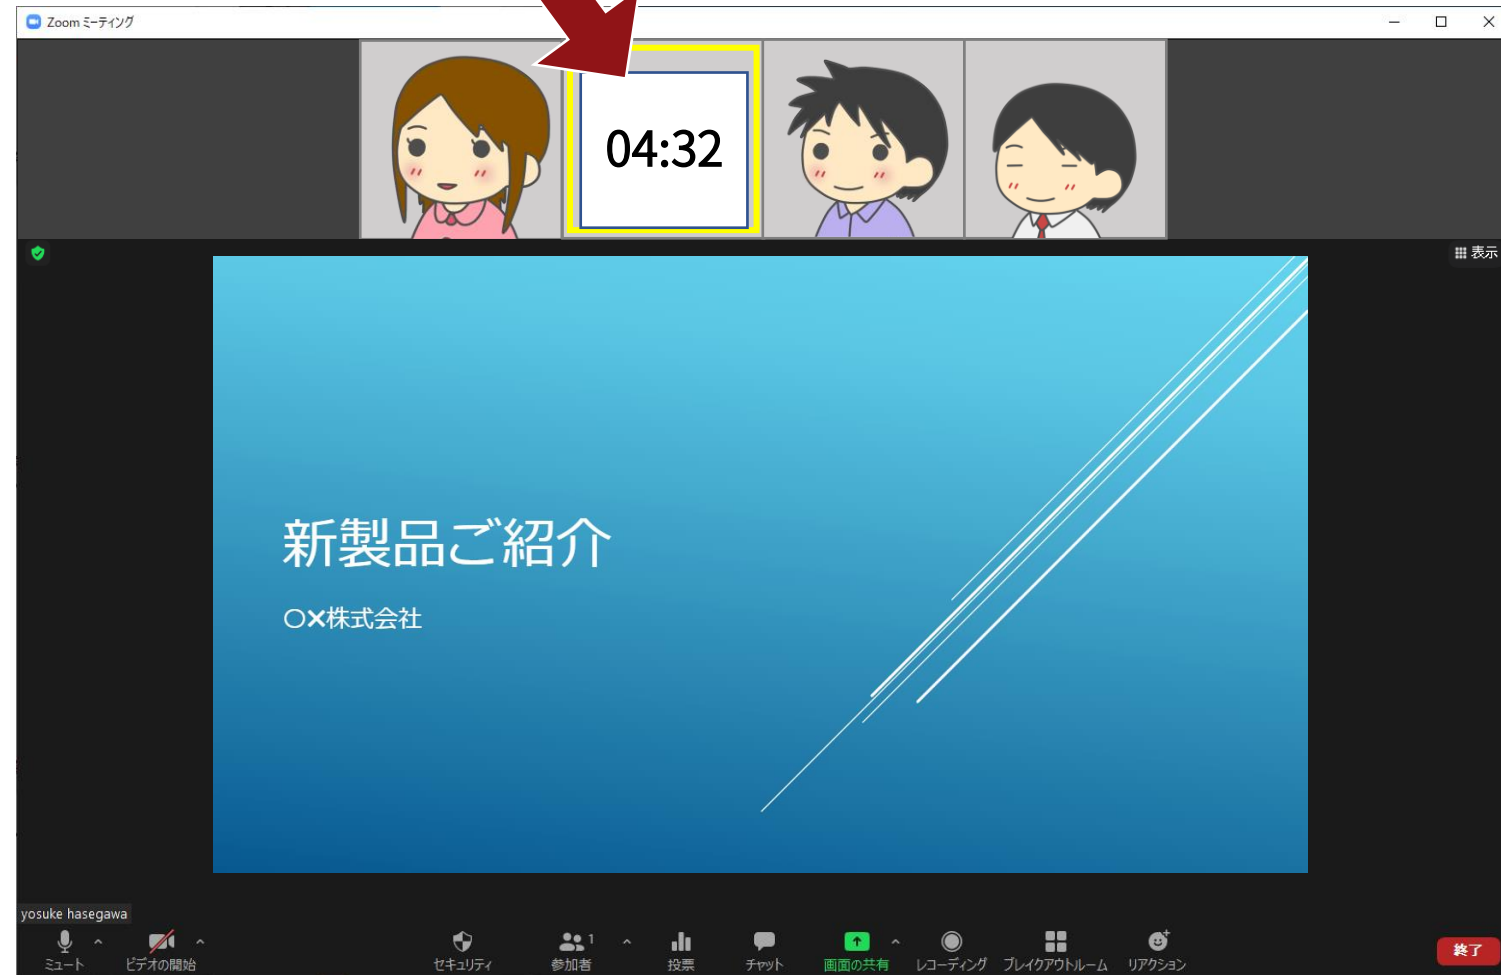 Zoom ミーティング
04:32
表示
新製品ご紹介
○×株式会社
yosuke hasegawa
ミュート
ビデオの開始
セキュリティ
1
参加者
投票
チャット
画面の共有
レコーディング
ブレイクアウトルーム
リアクション
終了